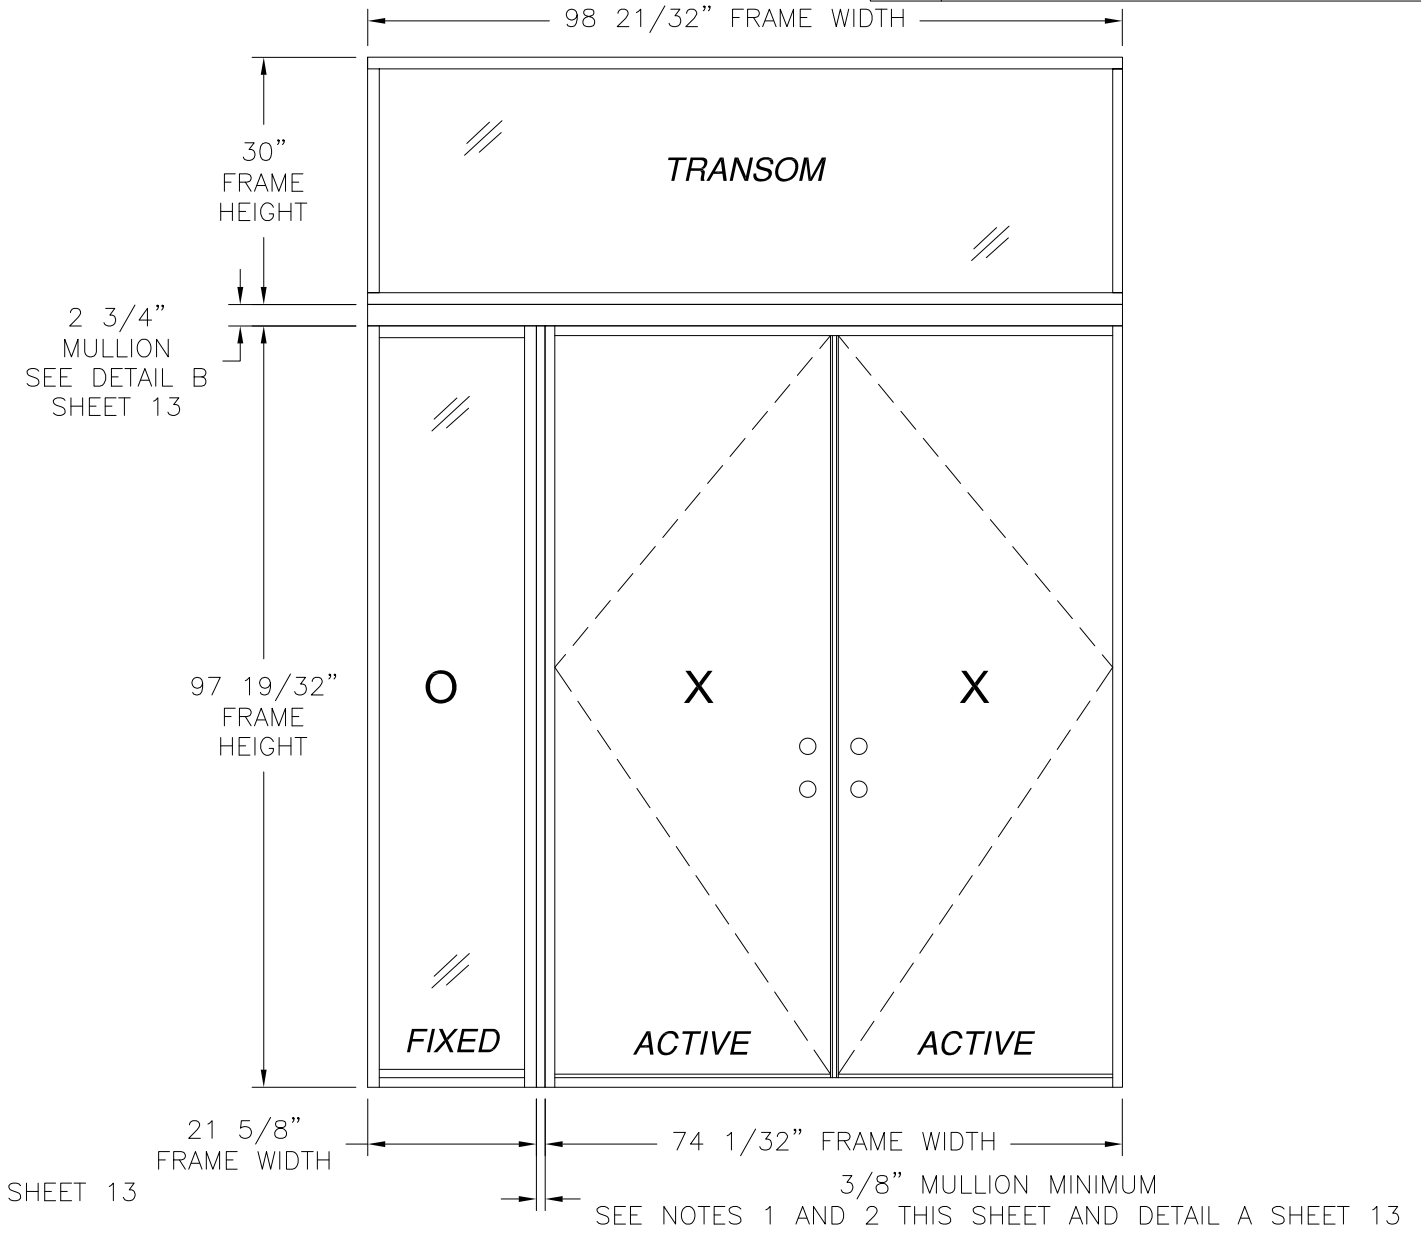 98 21/32" FRAME WIDTH
30"
FRAME
HEIGHT
TRANSOM
2 3/4"
MULLION
SEE DETAIL B
SHEET 13
97 19/32"
FRAME
HEIGHT
O
X
X
FIXED
ACTIVE
ACTIVE
21 5/8"
FRAME WIDTH
74 1/32" FRAME WIDTH
SHEET 13
3/8" MULLION MINIMUM
SEE NOTES 1 AND 2 THIS SHEET AND DETAIL A SHEET 13